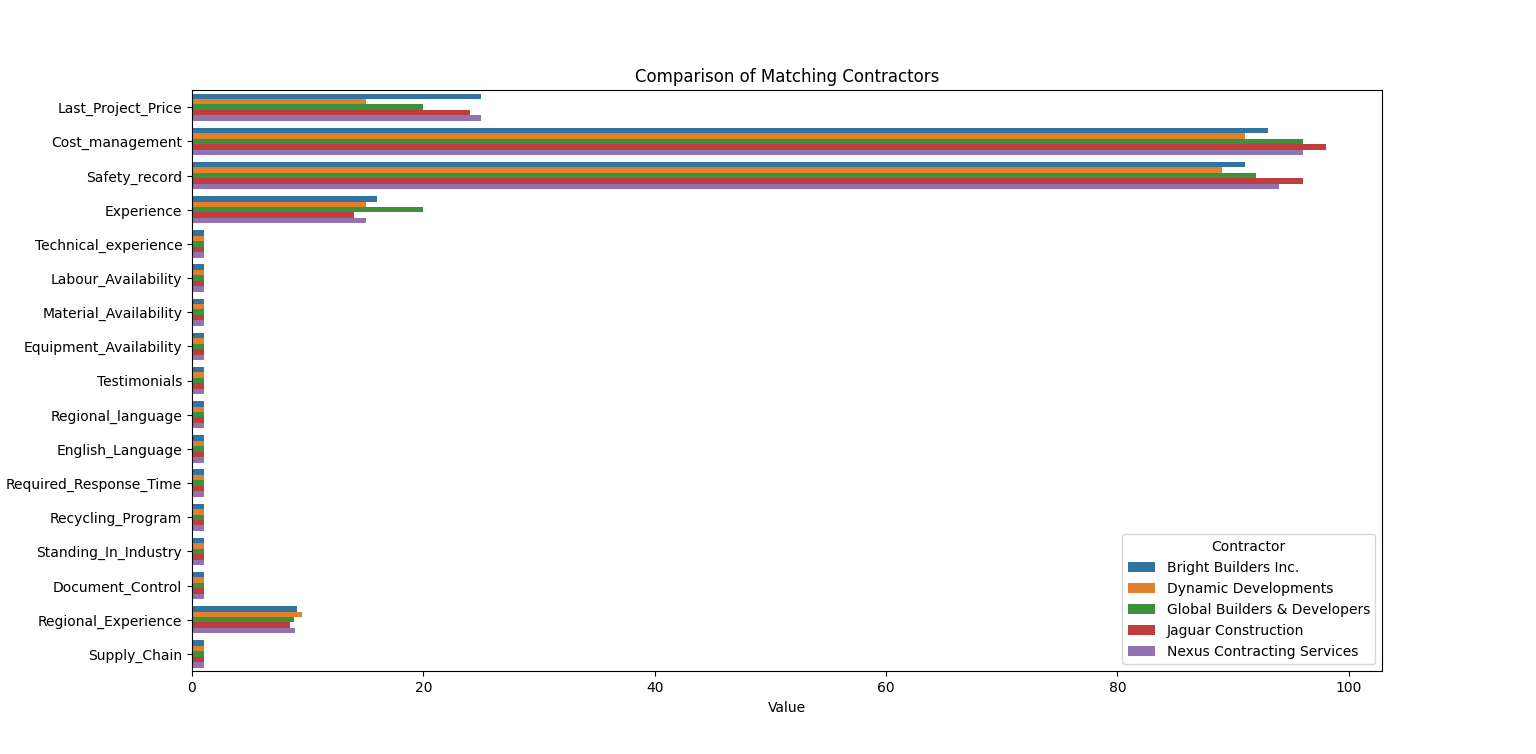 Comparison of Matching Contractors
Last_Project_Price
Cost_management
Safety_record
Experience
Technical_experience
Labour_Availability
Material_Availability
Equipment_Availability
Testimonials
Regional_language
English_Language
Required_Response_Time
Recycling_Program
Standing_In_Industry
Document_Control
Regional_Experience
Supply_Chain
Contractor
Bright Builders Inc.
Dynamic Developments
Global Builders & Developers
Jaguar Construction
Nexus Contracting Services
0 20 40 60 80 100
Value